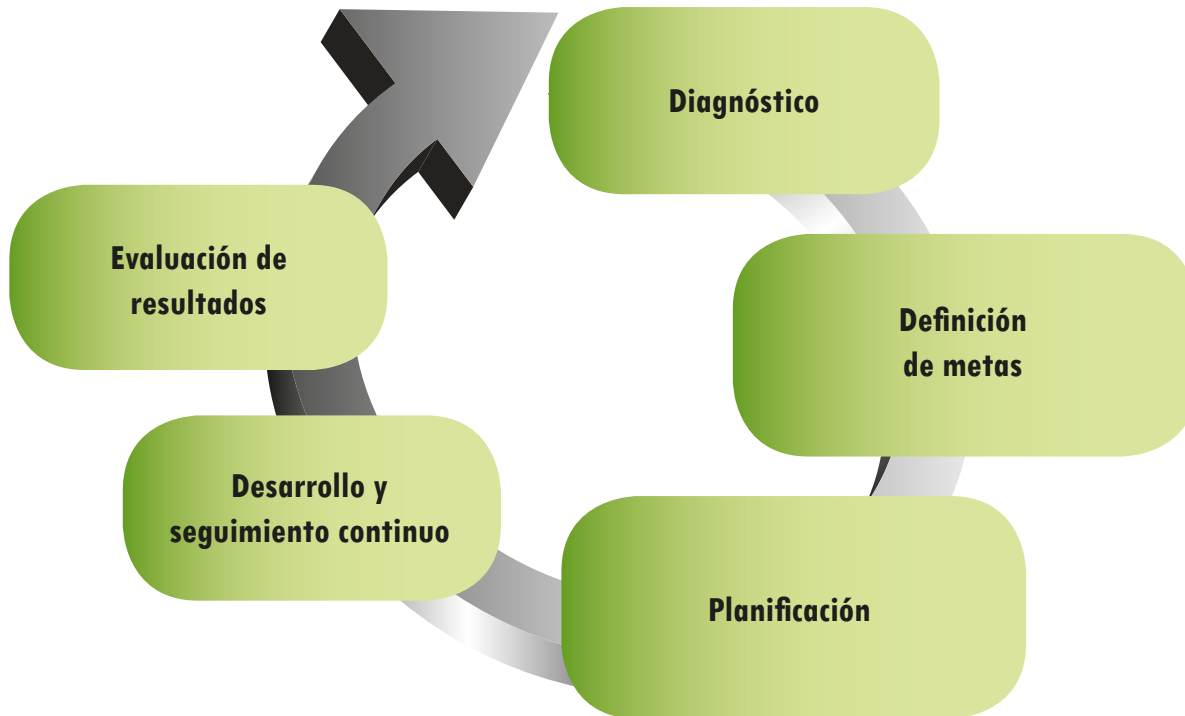 Diagnóstico
Definición
de metas
Planificación
Desarrollo y
seguimiento continuo
Evaluación de
resultados